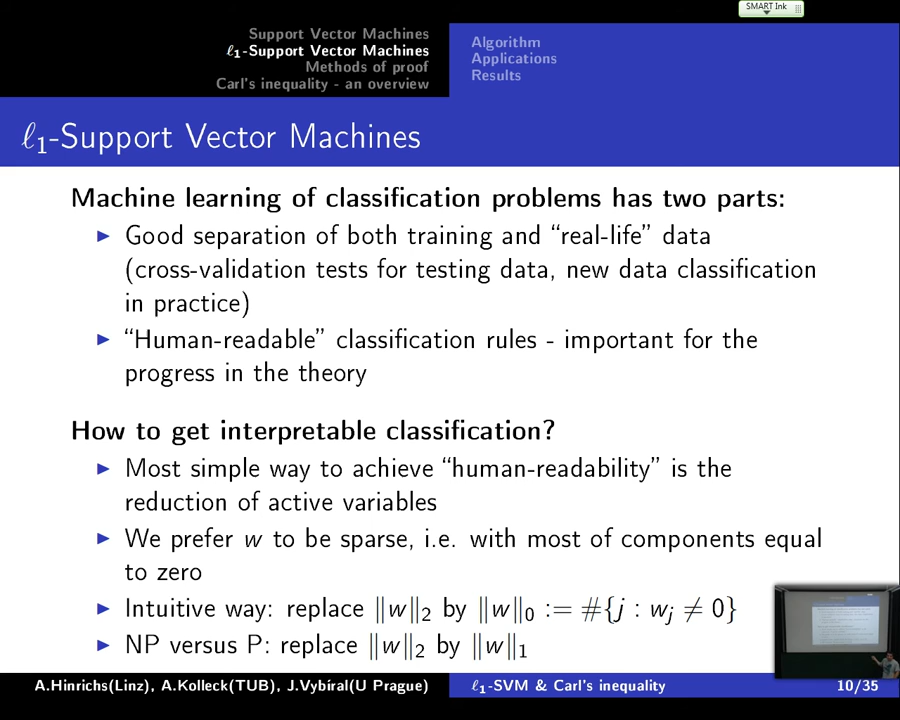 SMART Ink
Support Vector Machines
ℓ1-Support Vector Machines
Methods of proof
Carl's inequality - an overview
Algorithm
Applications
Results
ℓ1-Support Vector Machines
Machine learning of classification problems has two parts:
Good separation of both training and “real-life” data
(cross-validation tests for testing data, new data classification
in practice)
“Human-readable” classification rules - important for the
progress in the theory
How to get interpretable classification?
Most simple way to achieve “human-readability” is the
reduction of active variables
We prefer w to be sparse, i.e. with most of components equal
to zero
Intuitive way: replace ‖w‖2 by ‖w‖0 := #{j : wj ≠ 0}
NP versus P: replace ‖w‖2 by ‖w‖1
A.Hinrichs(Linz), A.Kolleck(TUB), J.Vybíral(U Prague)
ℓ1-SVM & Carl's inequality
10/35